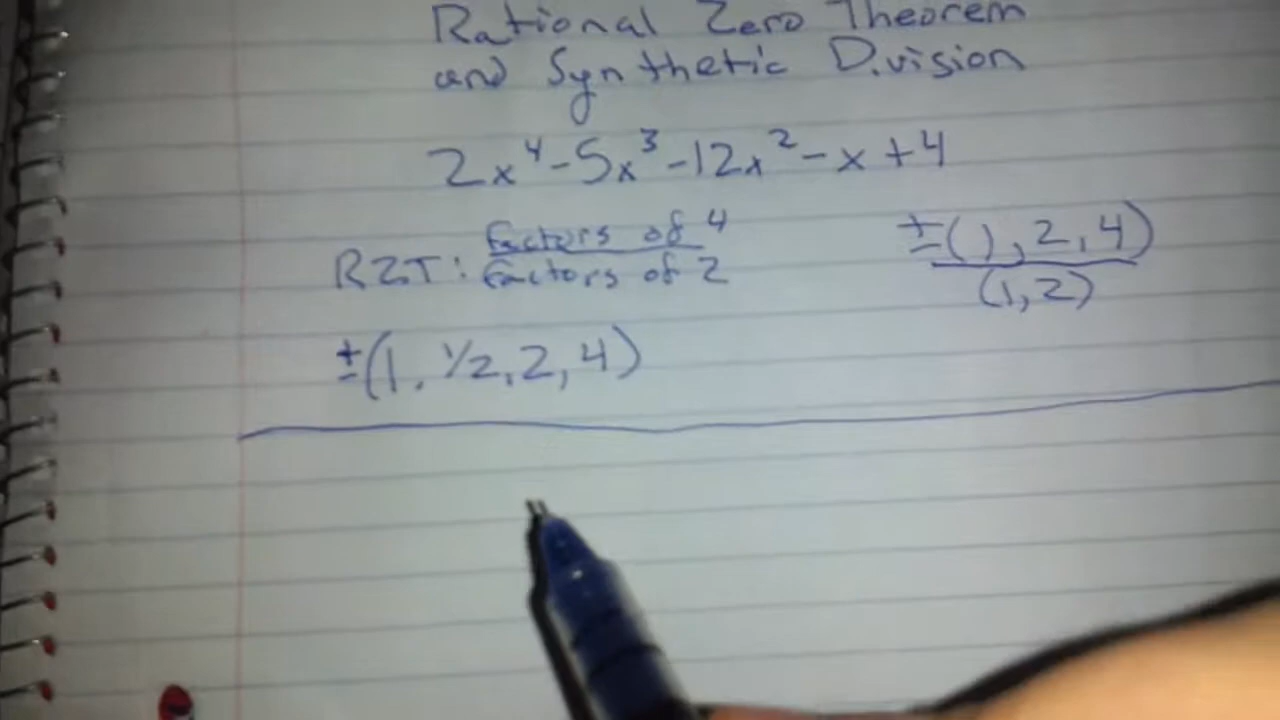 Rational Zero Theorem
and Synthetic Division
2x⁴-5x³-12x²-x+4
RZT: factors of 4 / factors of 2
±(1,2,4) / (1,2)
±(1, 1/2, 2, 4)